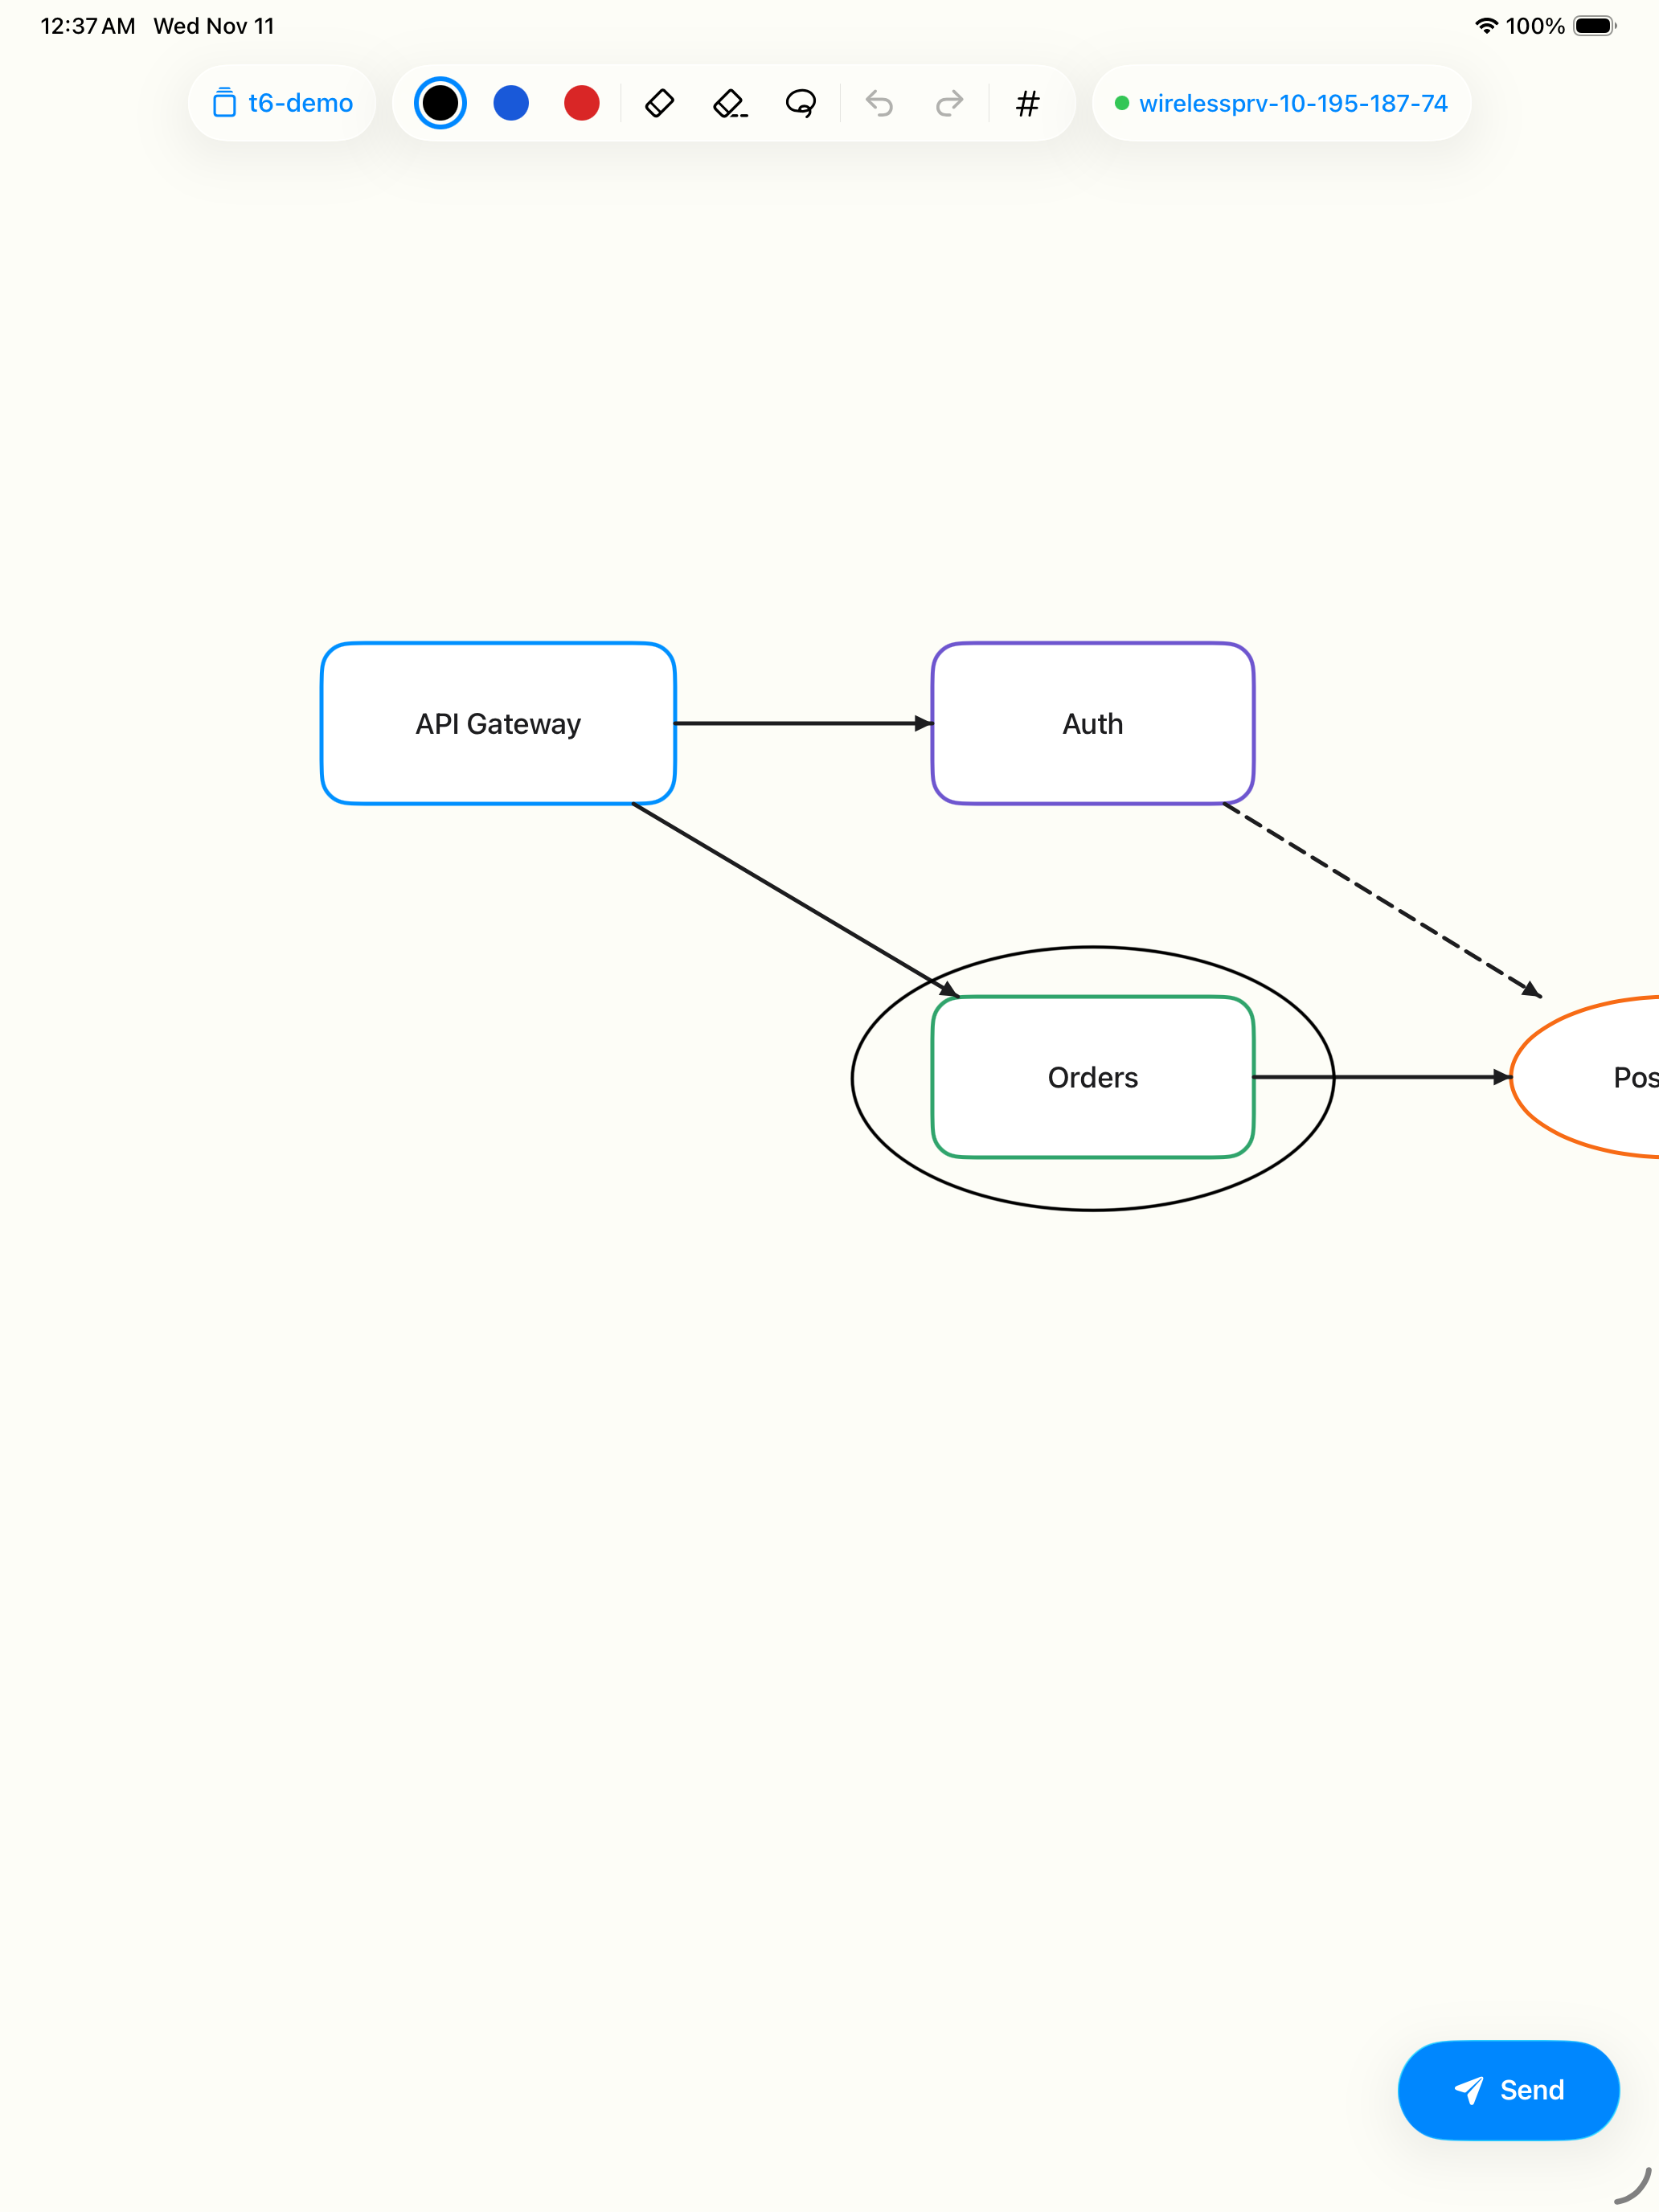 12:37 AM Wed Nov 11
100%
t6-demo
wirelessprv-10-195-187-74
API Gateway
Auth
Orders
Pos
Send